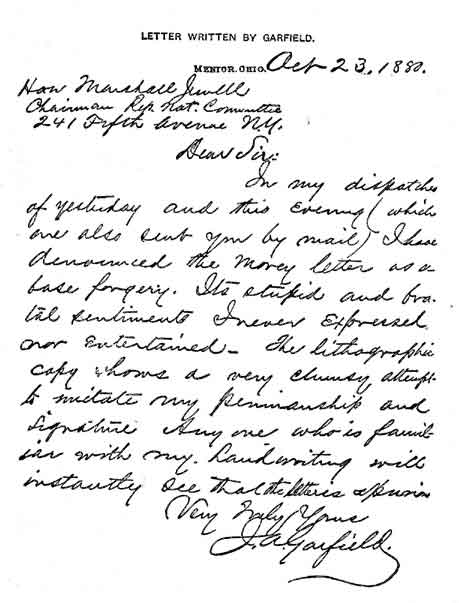 LETTER WRITTEN BY GARFIELD.
MENTOR, OHIO. Oct 23, 1880.
Hon Marshall Jewell
Chairman Rep. Nat. Committee
241 Fifth Avenue N.Y.
Dear Sir:
In my dispatches
of yesterday and this evening (which
are also sent you by mail) I have
denounced the Morey letter as a
base forgery. Its stupid and bru-
tal sentiments I never expressed
nor entertained – The lithographic
copy shows a very clumsy attempt
to imitate my penmanship and
signature Any one who is famil-
iar with my handwriting will
instantly see that the letter is spurious
Very Truly Yours
J.A. Garfield.